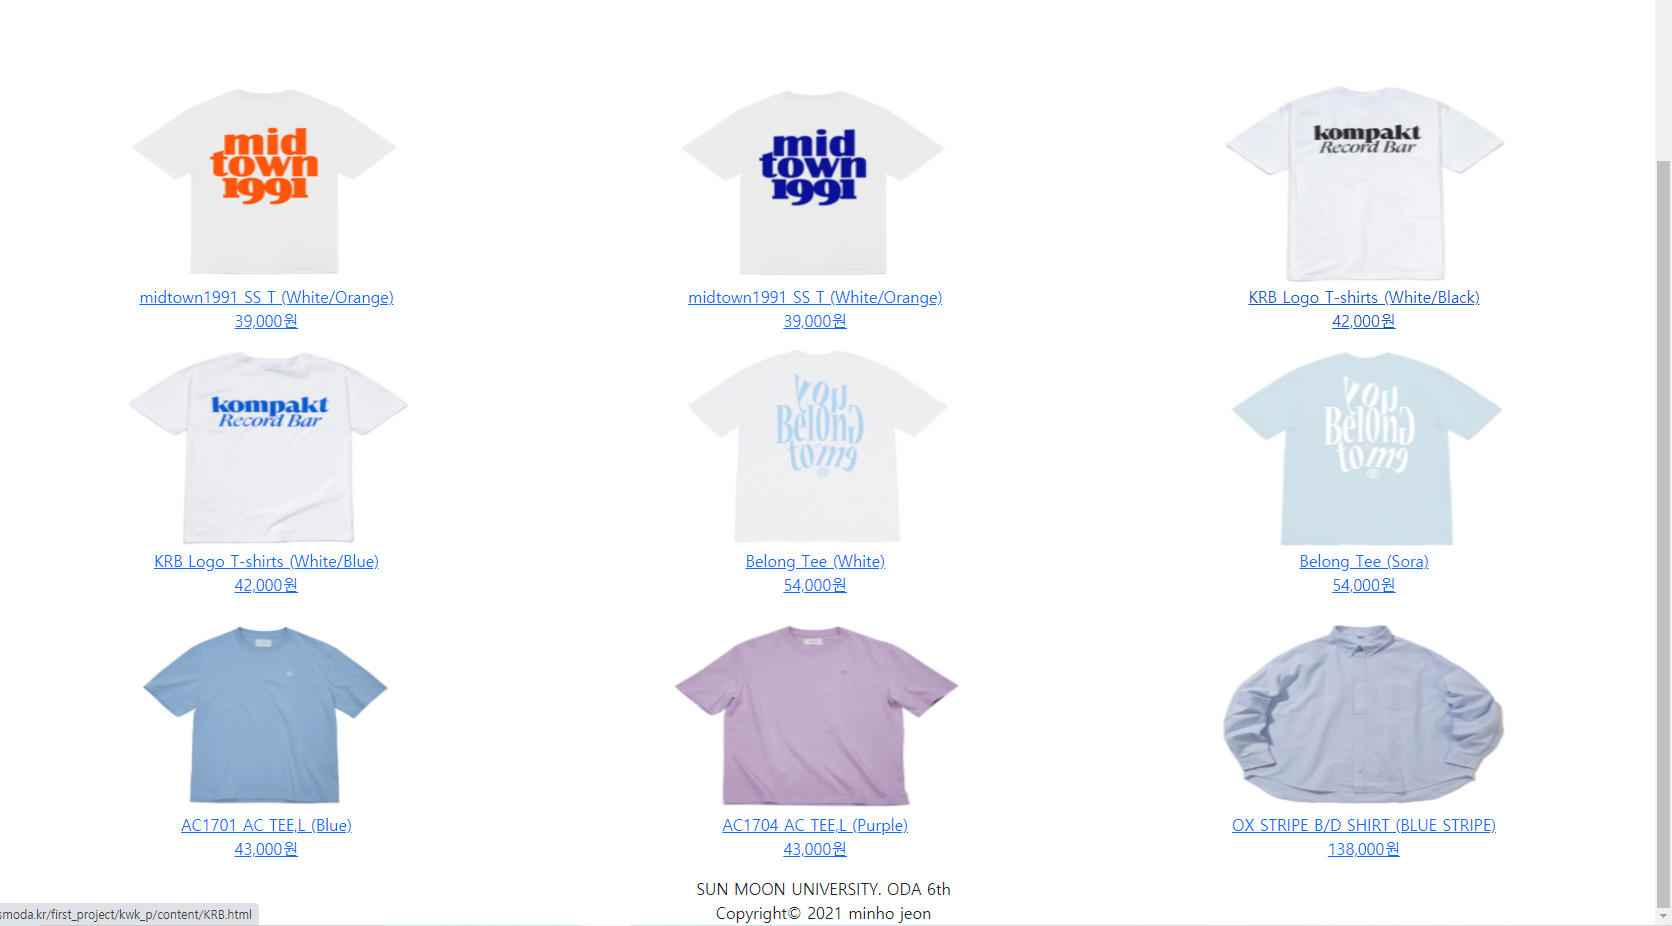 mid
town
1991
mid
town
1991
kompakt
Record Bar
midtown1991 SS T (White/Orange)
39,000원
midtown1991 SS T (White/Orange)
39,000원
KRB Logo T-shirts (White/Black)
42,000원
kompakt
Record Bar
you
Belong
to me
®
you
Belong
to me
®
KRB Logo T-shirts (White/Blue)
42,000원
Belong Tee (White)
54,000원
Belong Tee (Sora)
54,000원
AC1701 AC TEE,L (Blue)
43,000원
AC1704 AC TEE,L (Purple)
43,000원
OX STRIPE B/D SHIRT (BLUE STRIPE)
138,000원
SUN MOON UNIVERSITY. ODA 6th
Copyright© 2021 minho jeon
smoda.kr/first_project/kwk_p/content/KRB.html